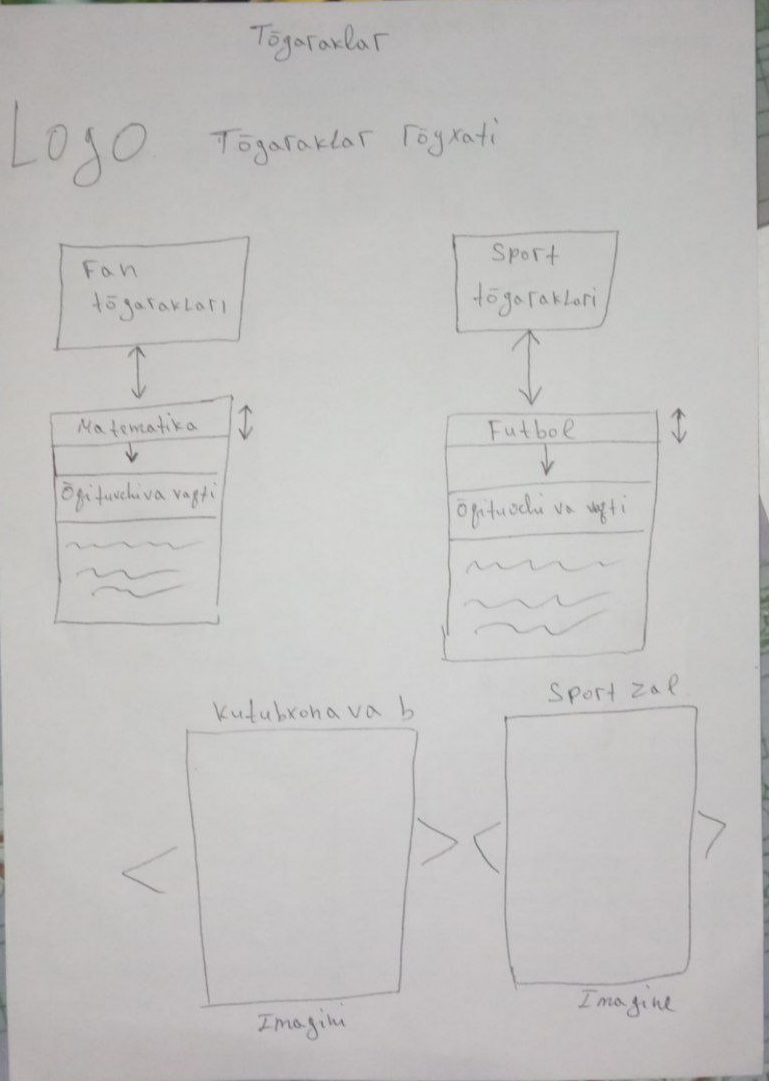 Tōgaraklar
Logo
Tōgaraklar rōyxati
Fan
tōgaraklari
Sport
tōgaraklari
Matematika
Ōqituvchi va vaqti
Futbol
Ōqituvchi va vaqti
Kutubxona va b
Sport zal
Imagini
Imagine